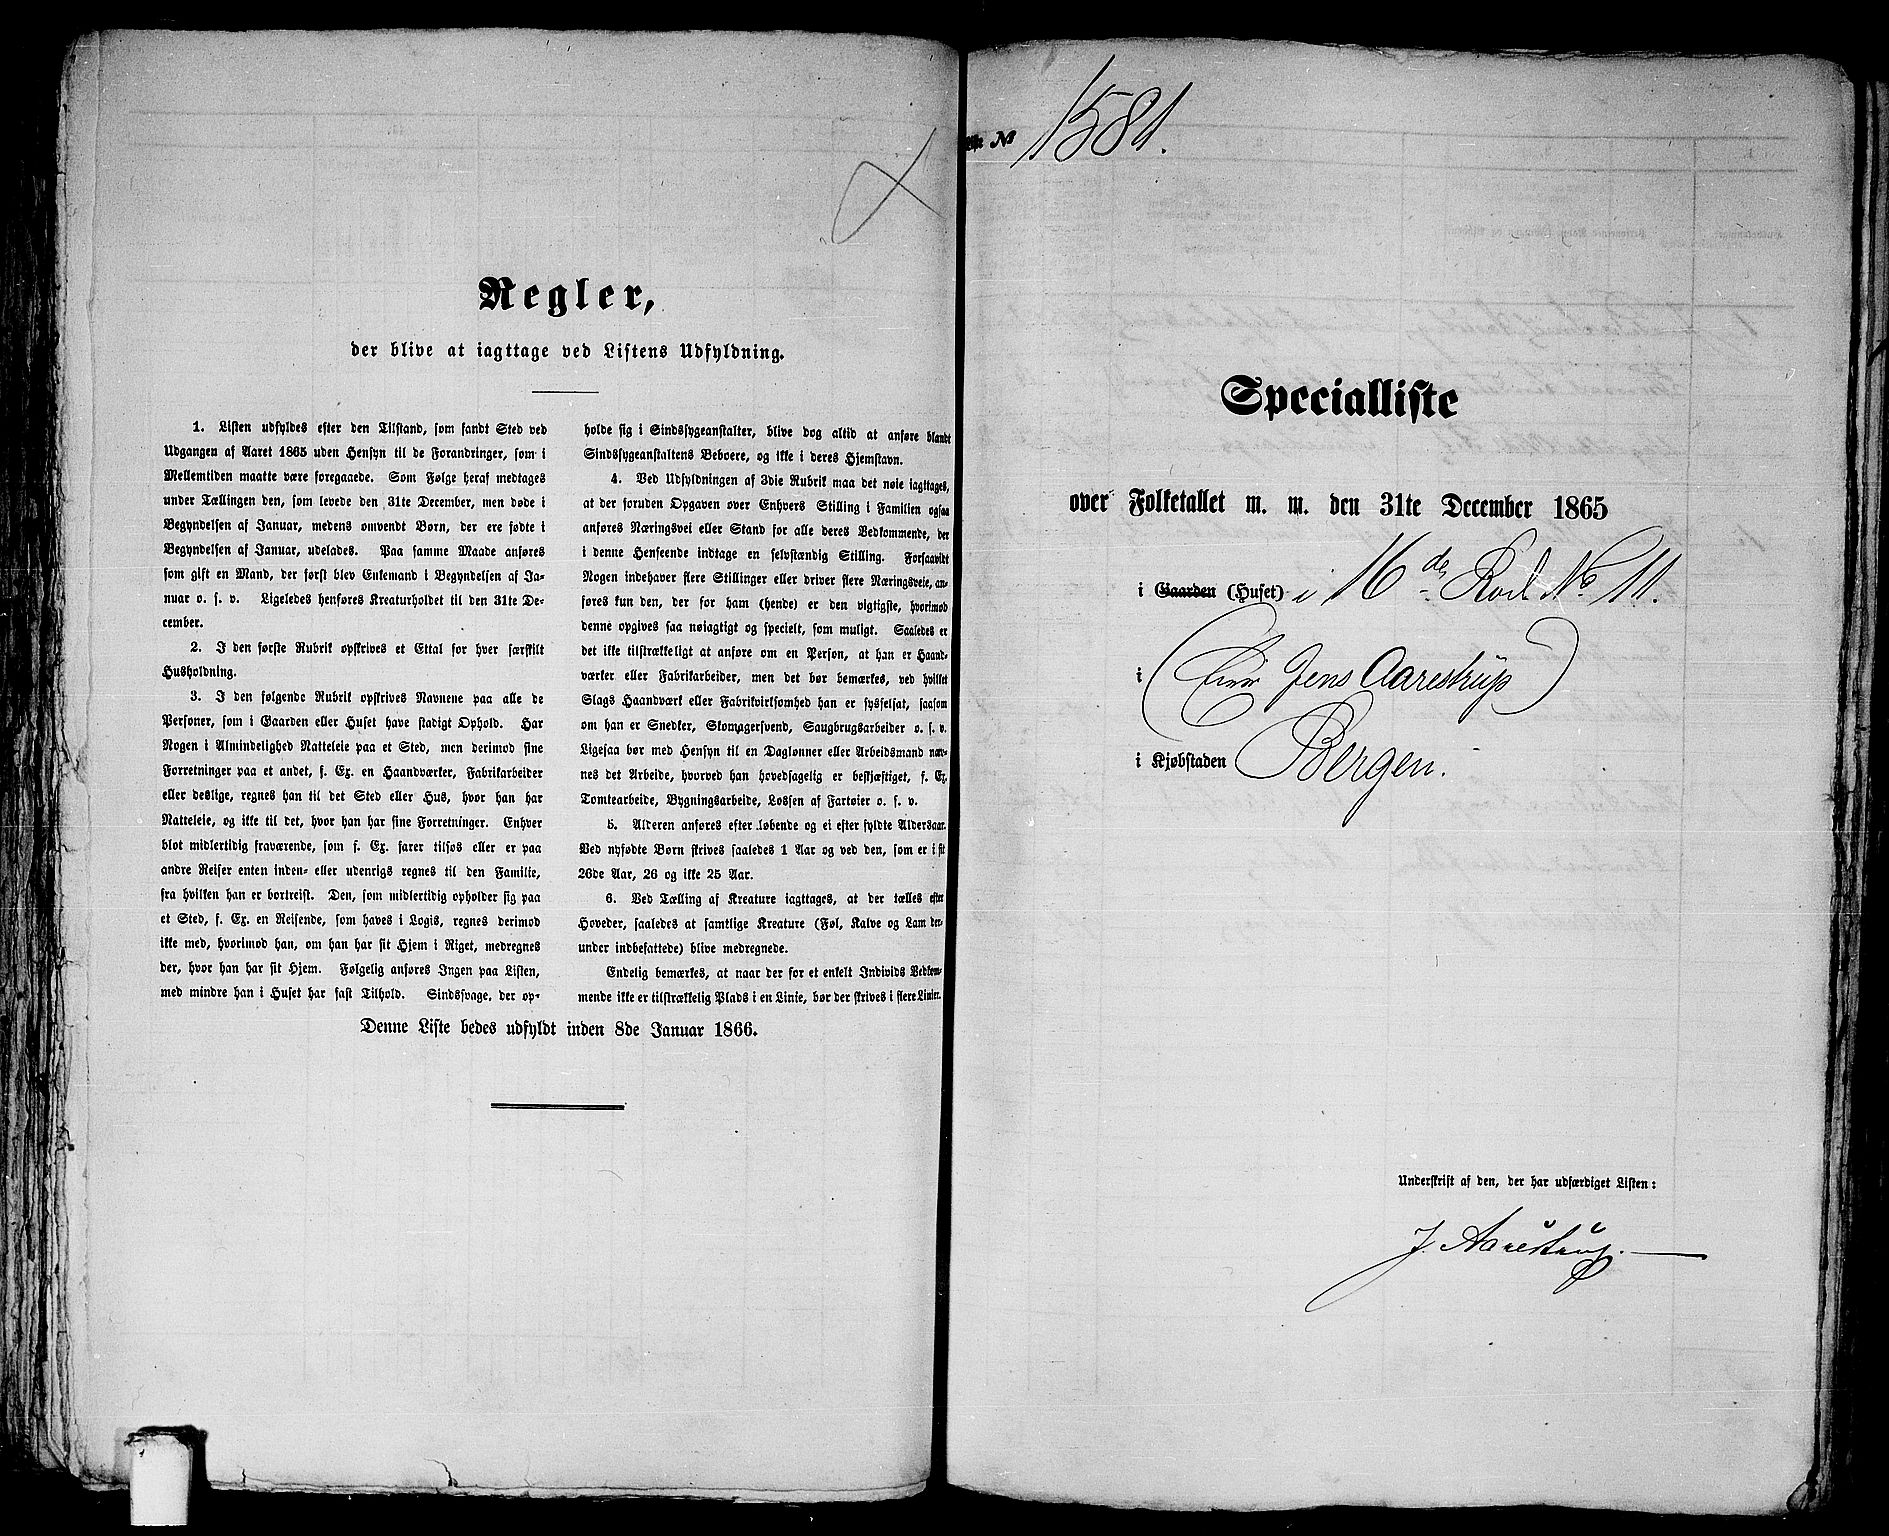 Regler,
der blive at iagttage ved Listens Udfyldning.
1. Listen udfyldes efter den Tilstand, som fandt Sted ved
Udgangen af Aaret 1865 uden Hensyn til de Forandringer, som i
Mellemtiden maatte være foregaaede. Som Følge heraf medtages
under Tællingen den, som levede den 31te December, men døde i
Begyndelsen af Januar, medens omvendt Børn, der ere fødte i
Begyndelsen af Januar, udelades. Paa samme Maade anføres
som gift en Mand, der først blev Enkemand i Begyndelsen af Ja-
nuar o. s. v. Ligeledes henføres Kreaturholdet til den 31te De-
cember.
2. I den første Rubrik opskrives et Ettal for hver særskilt
Husholdning.
3. I den følgende Rubrik opskrives Navnene paa alle de
Personer, som i Gaarden eller Huset have stadigt Ophold. Har
Nogen i Almindelighed Natteleie paa et Sted, men derimod sine
Forretninger paa et andet, f. Ex. en Haandværker, Fabrikarbeider
eller deslige, regnes han til det Sted eller Hus, hvor han har
Natteleie, og ikke til det, hvor han har sine Forretninger. Enhver
blot midlertidig fraværende, som f. Ex. farer tilsøs eller er paa
andre Reiser enten inden- eller udenrigs regnes til den Familie,
fra hvilken han er bortreist. Den, som midlertidig opholder sig paa
et Sted, f. Ex. en Reisende, som haves i Logis, regnes derimod
ikke med, hvorimod han, om han har sit Hjem i Riget, medregnes
der, hvor han har sit Hjem. Følgelig anføres Ingen paa Listen,
med mindre han i Huset har fast Tilhold. Sindssvage, der op-
holde sig i Sindssygeanstalter, blive dog altid at anføre blandt
Sindssygeanstaltens Beboere, og ikke i deres Hjemstavn.
4. Ved Udfyldningen af 3die Rubrik maa det nøie iagttages,
at der foruden Opgaven over Enhvers Stilling i Familien ogsaa
anføres Næringsvei eller Stand for alle deres Vedkommende, der
i denne Henseende indtage en selvstændig Stilling. Forsaavidt
Nogen indehaver flere Stillinger eller driver flere Næringsveie, an-
føres kun den, der for ham (hende) er den vigtigste, hvorimod
denne opgives saa nøiagtigt og specielt, som muligt. Saaledes er
det ikke tilstrækkeligt at anføre om en Person, at han er Haand-
værker eller Fabrikarbeider, men det bør bemærkes, ved hvilket
Slags Haandværk eller Fabrikvirksomhed han er sysselsat, saasom
om han er Snedker, Skomagersvend, Saugbrugsarbeider o. s. v.
Ligesaa bør med Hensyn til en Dagløнner eller Arbeidsmand næv-
nes det Arbeide, hvorved han hovedsagelig er beskjæftiget, f. Ex.
Tomtearbeide, Bygningsarbeide, Lossen af Fartøier o. s. v.
5. Alderen anføres efter løbende og ei efter fyldte Aldersaar.
Ved nyfødte Børn skrives saaledes 1 Aar og ved den, som er i sit
26de Aar, 26 og ikke 25 Aar.
6. Ved Tælling af Kreature iagttages, at der tælles efter
Hoveder, saaledes at samtlige Kreature (Føl, Kalve og Lam der-
under indbefattede) blive medregnede.
Endelig bemærkes, at naar der for et enkelt Individs Vedkom-
mende ikke er tilstrækkelig Plads i en Linie, bør der skrives i flere Linier.
Denne Liste bedes udfyldt inden 8de Januar 1866.
No 1581.
Specialliste
over Folketallet m. m. den 31te December 1865
i Gaarden (Huset) i 16de Rode No 11.
i (Jens Aarestrup)
i Kjøbstaden Bergen.
Underskrift af den, der har udfærdiget Listen:
J. Aarestrup.